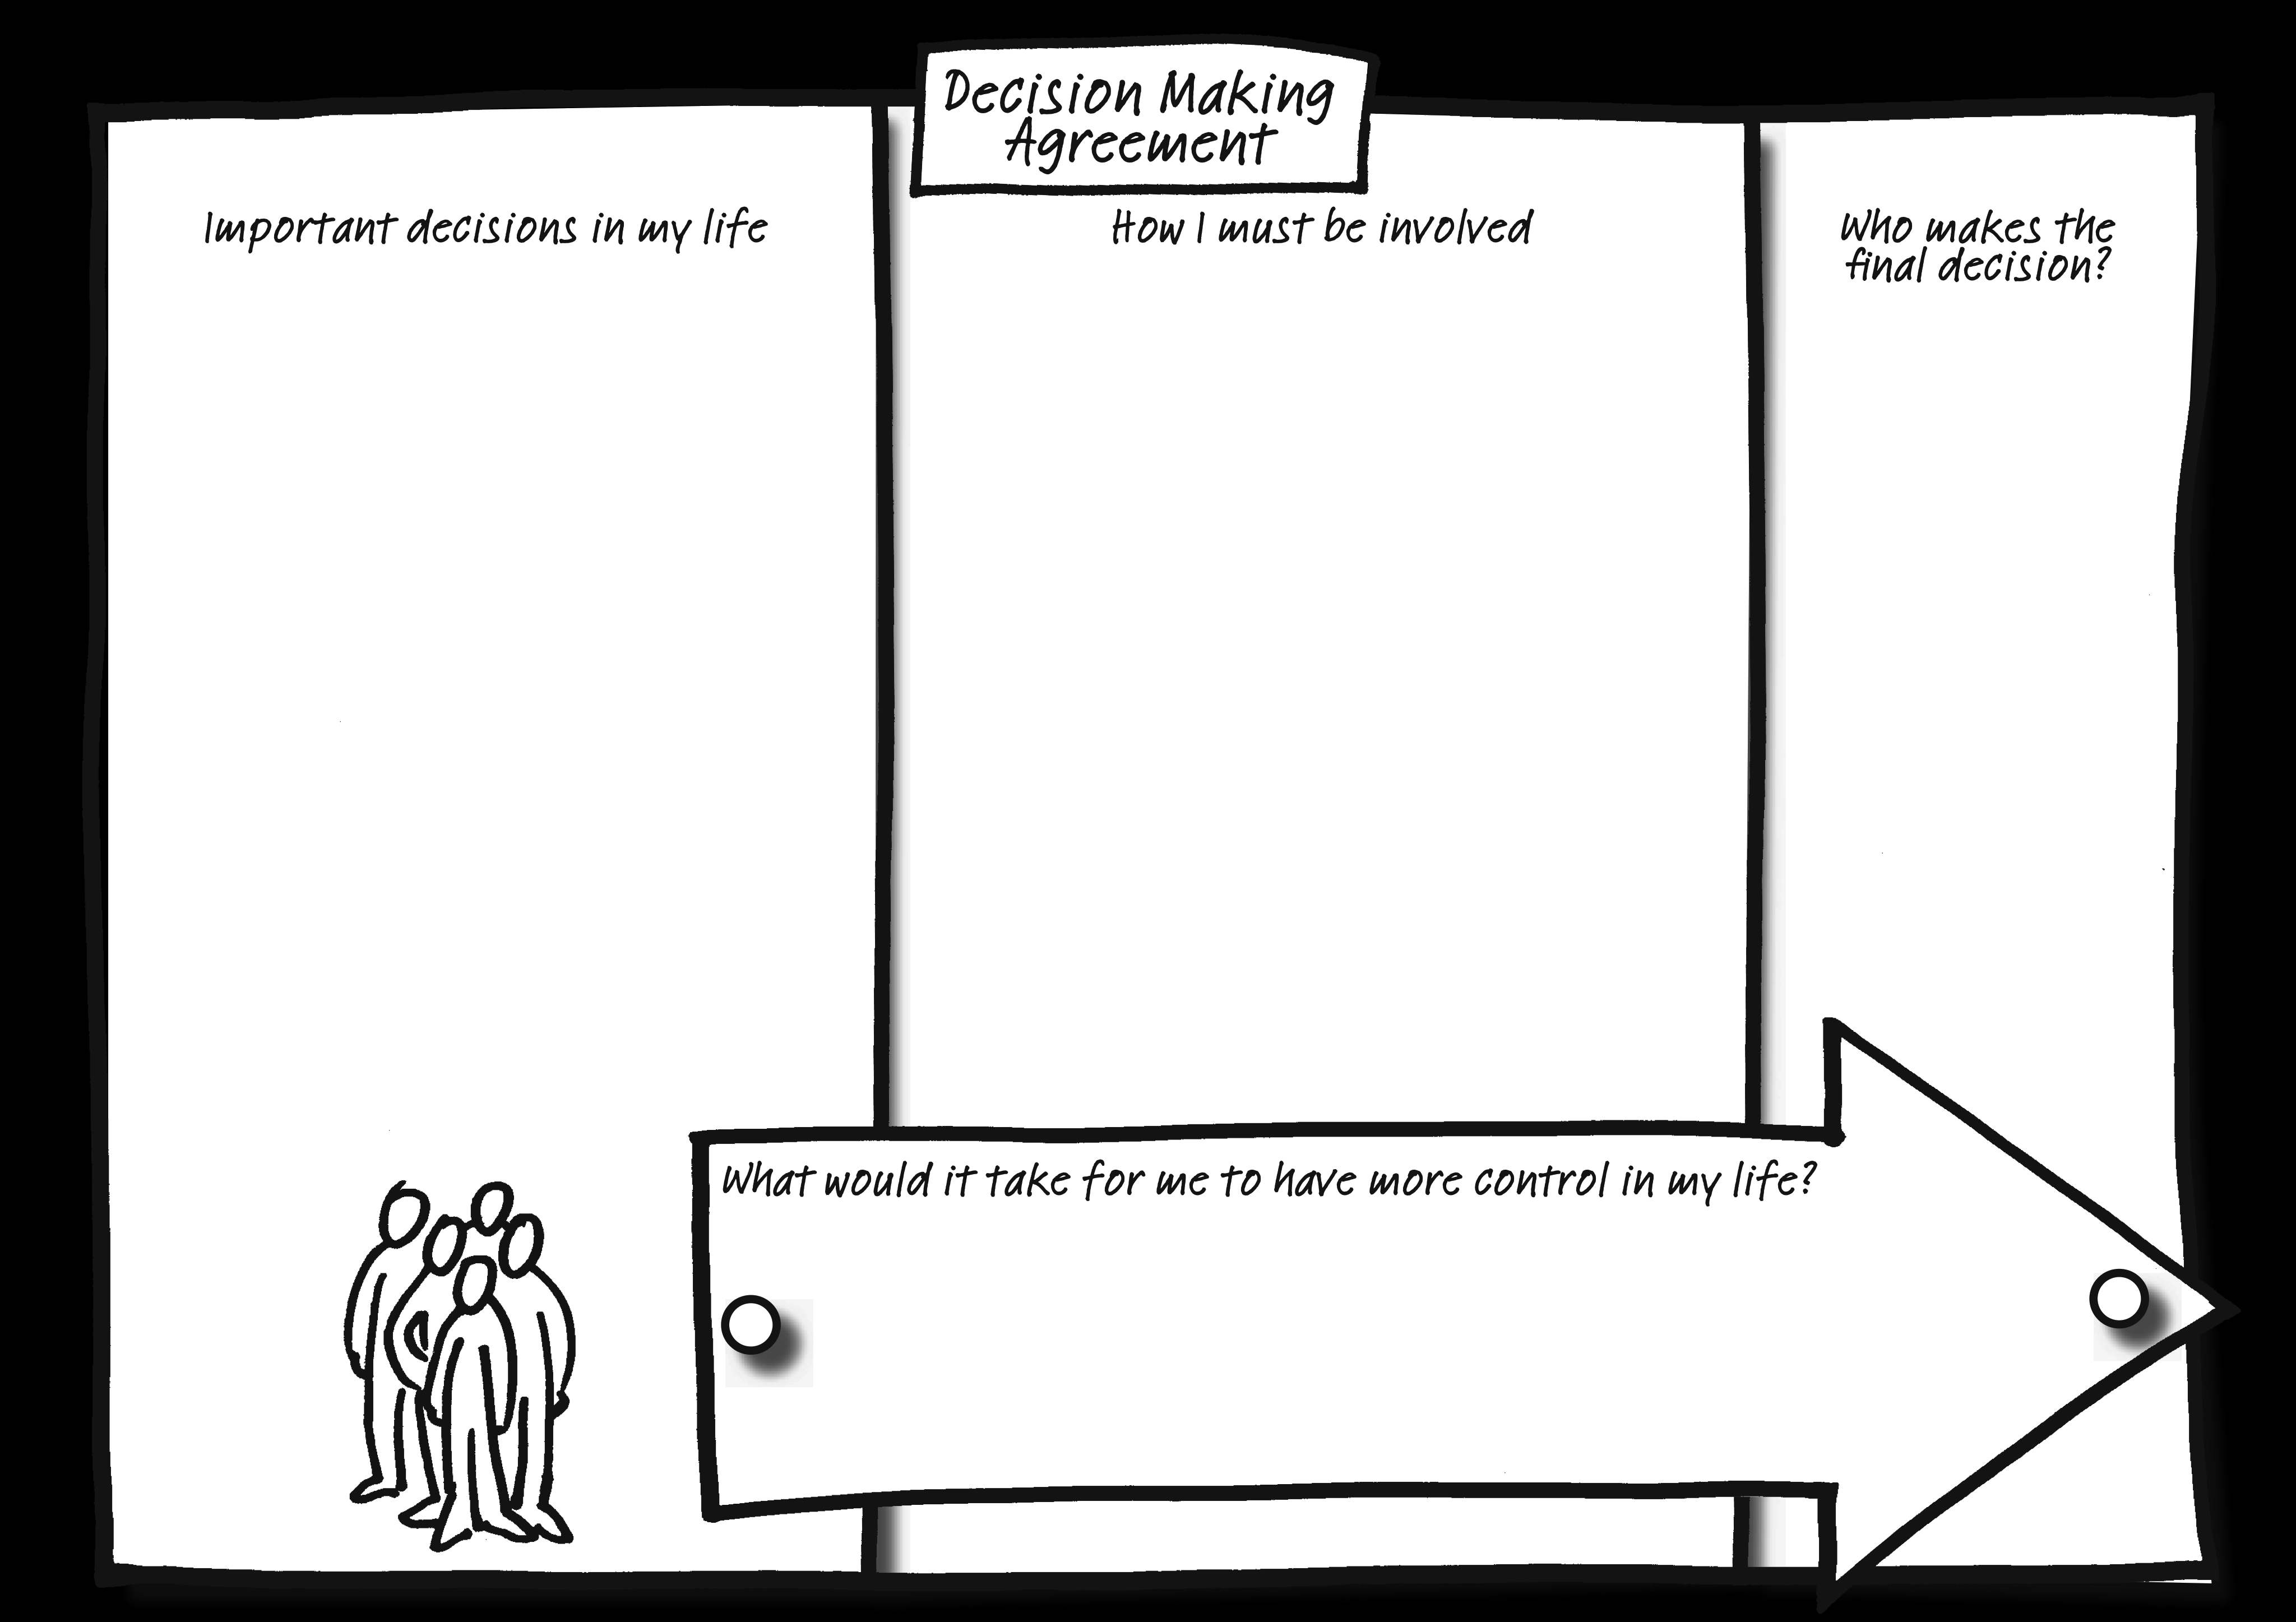 Decision Making
Agreement
Important decisions in my life
How I must be involved
Who makes the
final decision?
What would it take for me to have more control in my life?